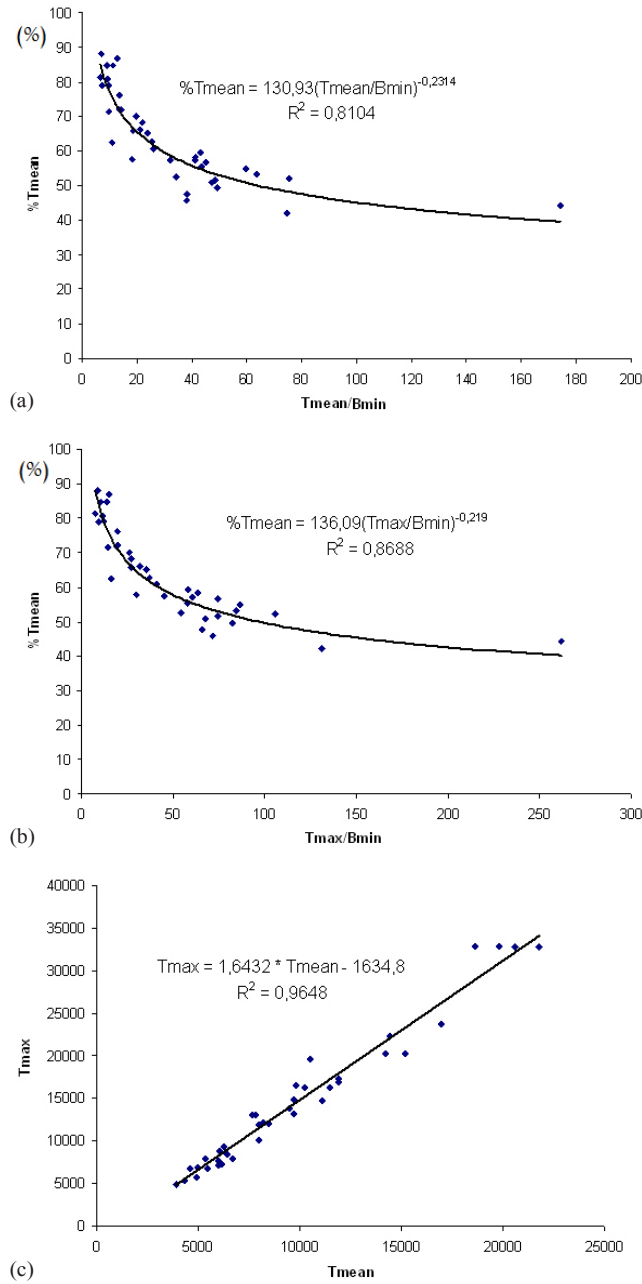 (%)
100
90
80
70
60
50
40
30
20
10
0
%Tmean
%Tmean = 130,93(Tmean/Bmin)-0,2314
R2 = 0,8104
0 20 40 60 80 100 120 140 160 180 200
Tmean/Bmin
(a)
(%)
100
90
80
70
60
50
40
30
20
10
0
%Tmean
%Tmean = 136,09(Tmax/Bmin)-0,219
R2 = 0,8688
0 50 100 150 200 250 300
Tmax/Bmin
(b)
40000
35000
30000
25000
20000
15000
10000
5000
0
Tmax
Tmax = 1,6432 * Tmean - 1634,8
R2 = 0,9648
0 5000 10000 15000 20000 25000
Tmean
(c)